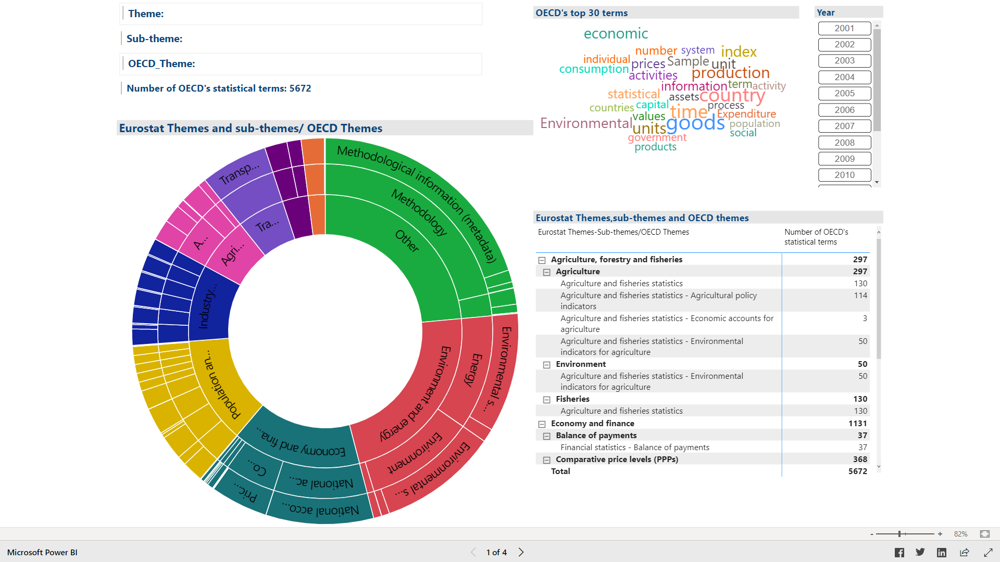 Theme:
Sub-theme:
OECD_Theme:
Number of OECD's statistical terms: 5672
Eurostat Themes and sub-themes/ OECD Themes
Methodological information (metadata)
Methodology
Other
Environmental s...
Energy
Environment and energy
Environment
Environmental s...
Economy and fina...
National ac...
National acco...
Co...
Pric...
Population an...
Industry...
Agri...
A...
Tra...
Transp...
OECD's top 30 terms
economic
number system index
individual prices Sample unit
consumption activities production
information term activity
statistical assets country
countries capital time process
values Expenditure
Environmental units goods population
government social
products
Year
2001
2002
2003
2004
2005
2006
2007
2008
2009
2010
Eurostat Themes,sub-themes and OECD themes
Eurostat Themes-Sub-themes/OECD Themes Number of OECD's
statistical terms
Agriculture, forestry and fisheries 297
Agriculture 297
Agriculture and fisheries statistics 130
Agriculture and fisheries statistics - Agricultural policy 114
indicators
Agriculture and fisheries statistics - Economic accounts for 3
agriculture
Agriculture and fisheries statistics - Environmental 50
indicators for agriculture
Environment 50
Agriculture and fisheries statistics - Environmental 50
indicators for agriculture
Fisheries 130
Agriculture and fisheries statistics 130
Economy and finance 1131
Balance of payments 37
Financial statistics - Balance of payments 37
Comparative price levels (PPPs) 368
Total 5672
- + 82%
Microsoft Power BI
1 of 4